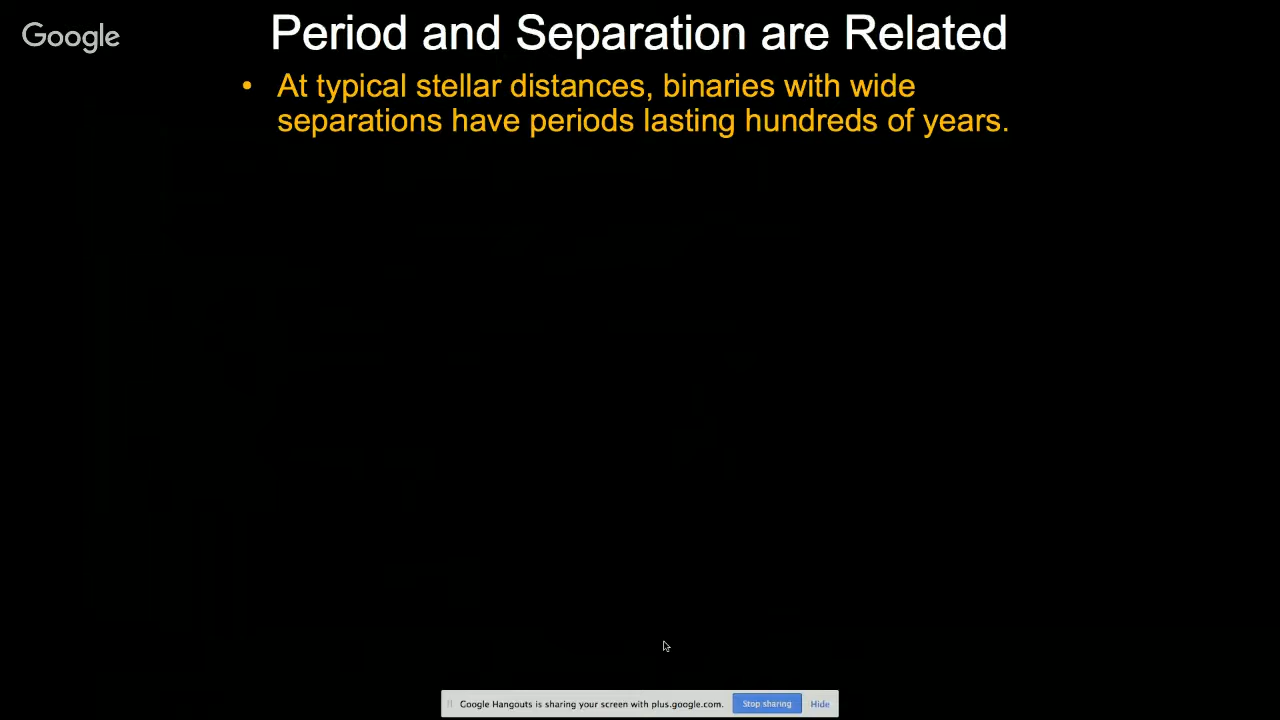 Google
Period and Separation are Related
• At typical stellar distances, binaries with wide
separations have periods lasting hundreds of years.
Google Hangouts is sharing your screen with plus.google.com. Stop sharing Hide